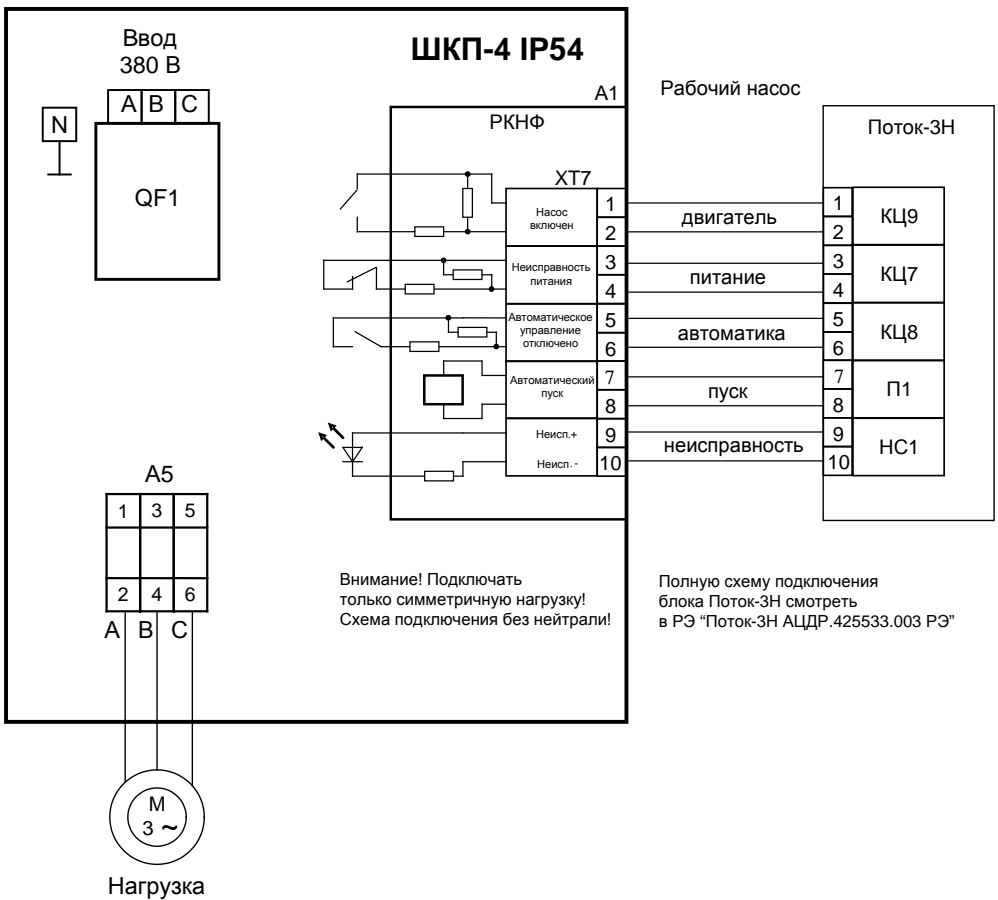 Ввод
380 В
ШКП-4 IP54
A B C
N
QF1
A1
РКНФ
XT7
Насос
включен
1
2
Неисправность
питания
3
4
Автоматическое
управление
отключено
5
6
Автоматический
пуск
7
8
Неисп.+
9
Неисп.-
10
Рабочий насос
двигатель
питание
автоматика
пуск
неисправность
Поток-3Н
1
2
КЦ9
3
4
КЦ7
5
6
КЦ8
7
8
П1
9
10
НС1
A5
1 3 5
2 4 6
A B C
Внимание! Подключать
только симметричную нагрузку!
Схема подключения без нейтрали!
Полную схему подключения
блока Поток-3Н смотреть
в РЭ “Поток-3Н АЦДР.425533.003 РЭ”
M
3 ~
Нагрузка